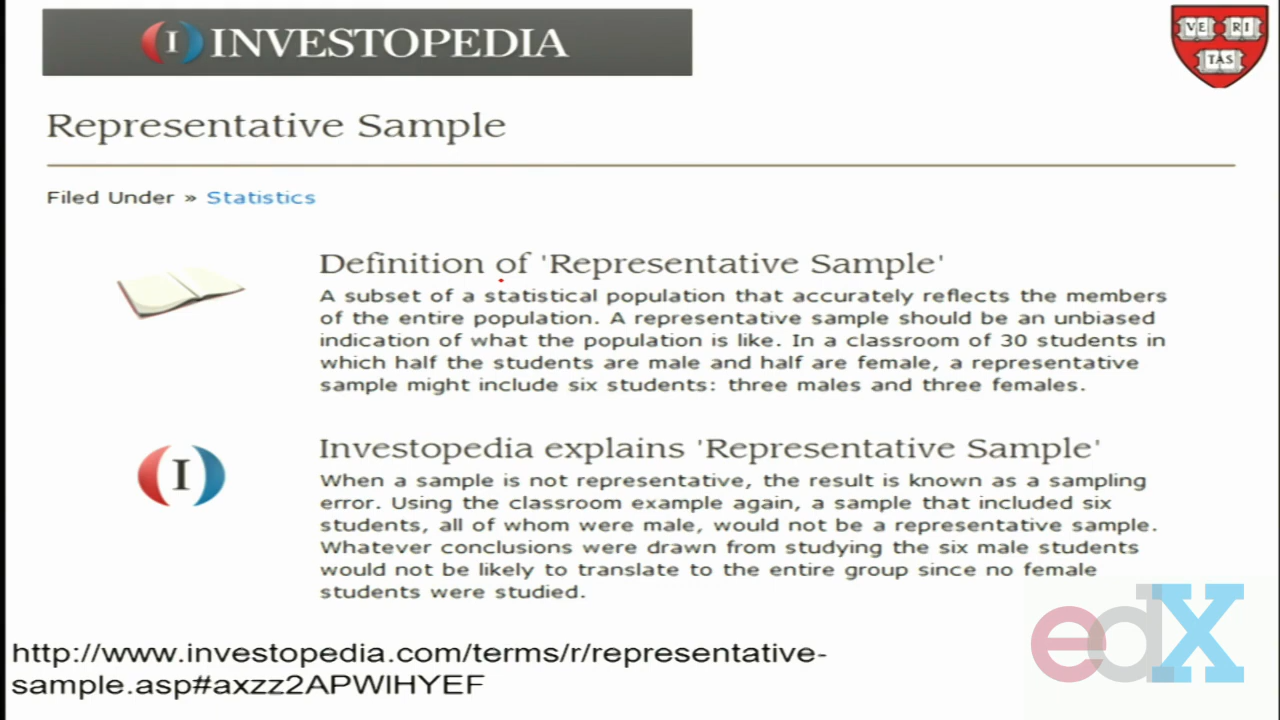 INVESTOPEDIA
VE RI
TAS
Representative Sample
Filed Under » Statistics
Definition of 'Representative Sample'
A subset of a statistical population that accurately reflects the members
of the entire population. A representative sample should be an unbiased
indication of what the population is like. In a classroom of 30 students in
which half the students are male and half are female, a representative
sample might include six students: three males and three females.
I
Investopedia explains 'Representative Sample'
When a sample is not representative, the result is known as a sampling
error. Using the classroom example again, a sample that included six
students, all of whom were male, would not be a representative sample.
Whatever conclusions were drawn from studying the six male students
would not be likely to translate to the entire group since no female
students were studied.
edX
http://www.investopedia.com/terms/r/representative-
sample.asp#axzz2APWlHYEF